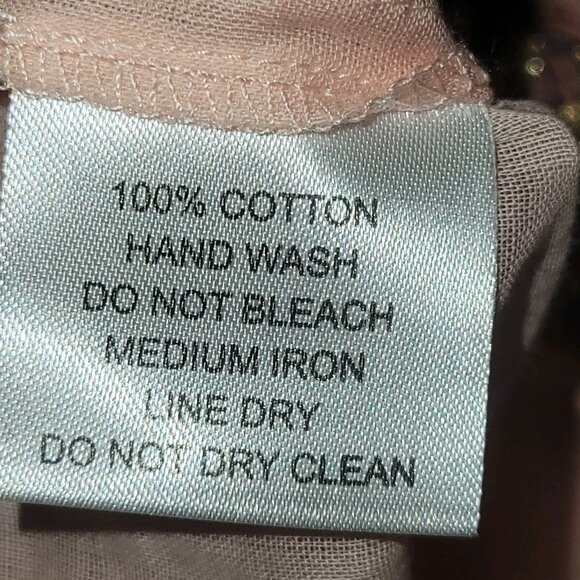 100% COTTON
HAND WASH
DO NOT BLEACH
MEDIUM IRON
LINE DRY
DO NOT DRY CLEAN